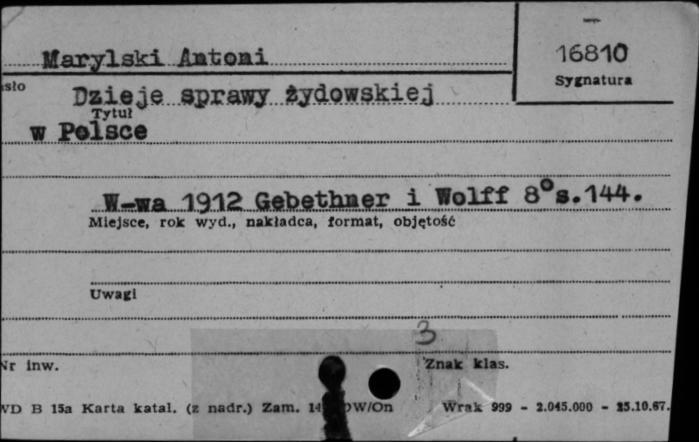 Marylski Antoni
16810
Sygnatura
Dzieje sprawy żydowskiej
Tytuł
w Polsce
W-wa 1912 Gebethner i Wolff 8° s.144.
Miejsce, rok wyd., nakładca, format, objętość
Uwagi
3
Nr inw.
Znak klas.
WD B 15a Karta katal. (z nadr.) Zam. W/On Wrak 999 - 2.045.000 - 25.10.67.